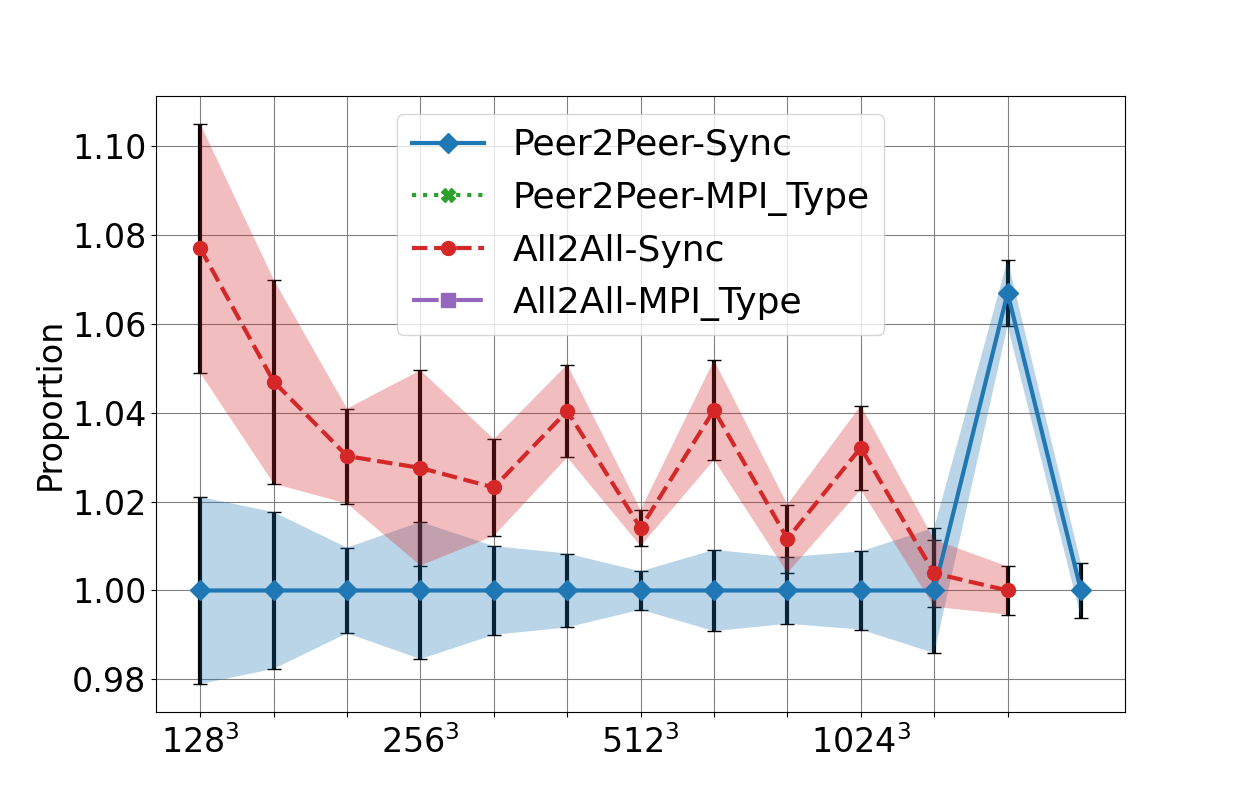 Peer2Peer-Sync
Peer2Peer-MPI_Type
All2All-Sync
All2All-MPI_Type
Proportion
1.10
1.08
1.06
1.04
1.02
1.00
0.98
128³ 256³ 512³ 1024³